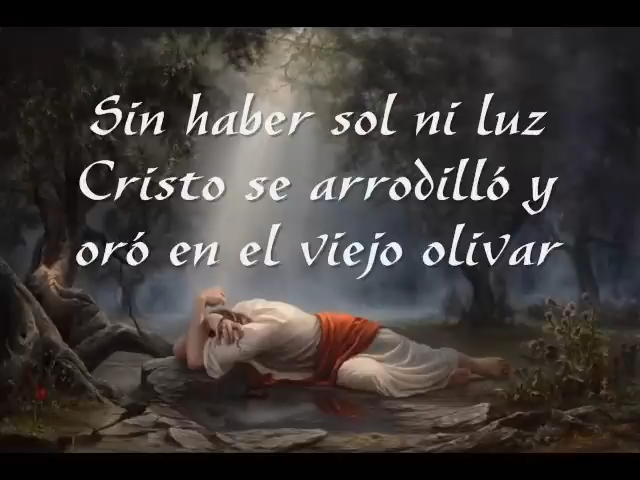 Sin haber sol ni luz
Cristo se arrodilló y
oró en el viejo olivar